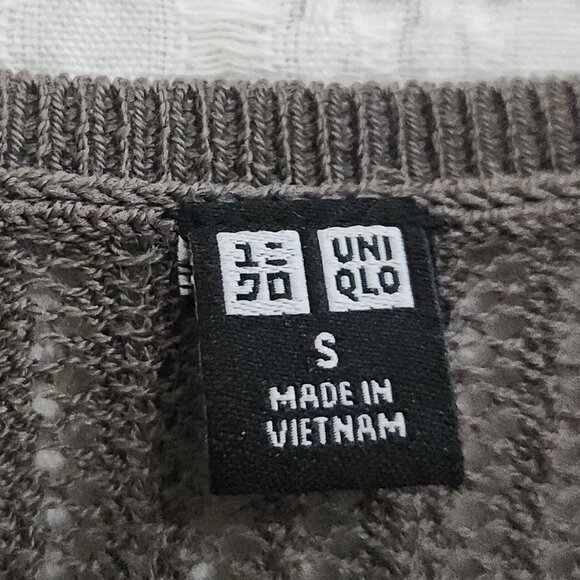 ユニ UNI
クロ QLO
S
MADE IN
VIETNAM